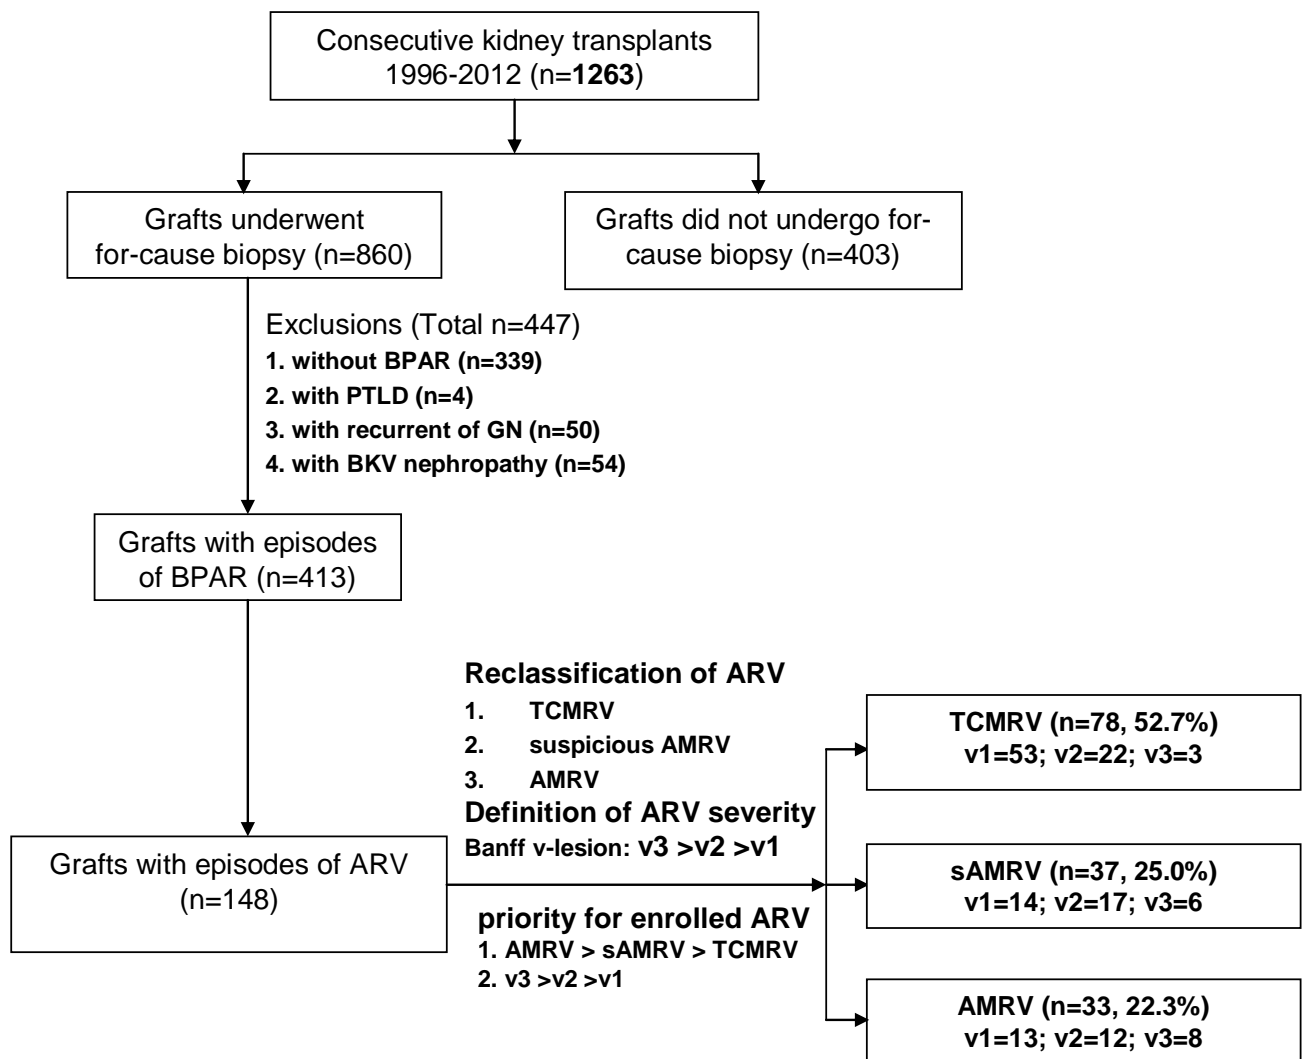 Consecutive kidney transplants
1996-2012 (n=1263)
Grafts underwent
for-cause biopsy (n=860)
Grafts did not undergo for-
cause biopsy (n=403)
Exclusions (Total n=447)
1. without BPAR (n=339)
2. with PTLD (n=4)
3. with recurrent of GN (n=50)
4. with BKV nephropathy (n=54)
Grafts with episodes
of BPAR (n=413)
Grafts with episodes of ARV
(n=148)
Reclassification of ARV
1. TCMRV
2. suspicious AMRV
3. AMRV
Definition of ARV severity
Banff v-lesion: v3 >v2 >v1
priority for enrolled ARV
1. AMRV > sAMRV > TCMRV
2. v3 >v2 >v1
TCMRV (n=78, 52.7%)
v1=53; v2=22; v3=3
sAMRV (n=37, 25.0%)
v1=14; v2=17; v3=6
AMRV (n=33, 22.3%)
v1=13; v2=12; v3=8